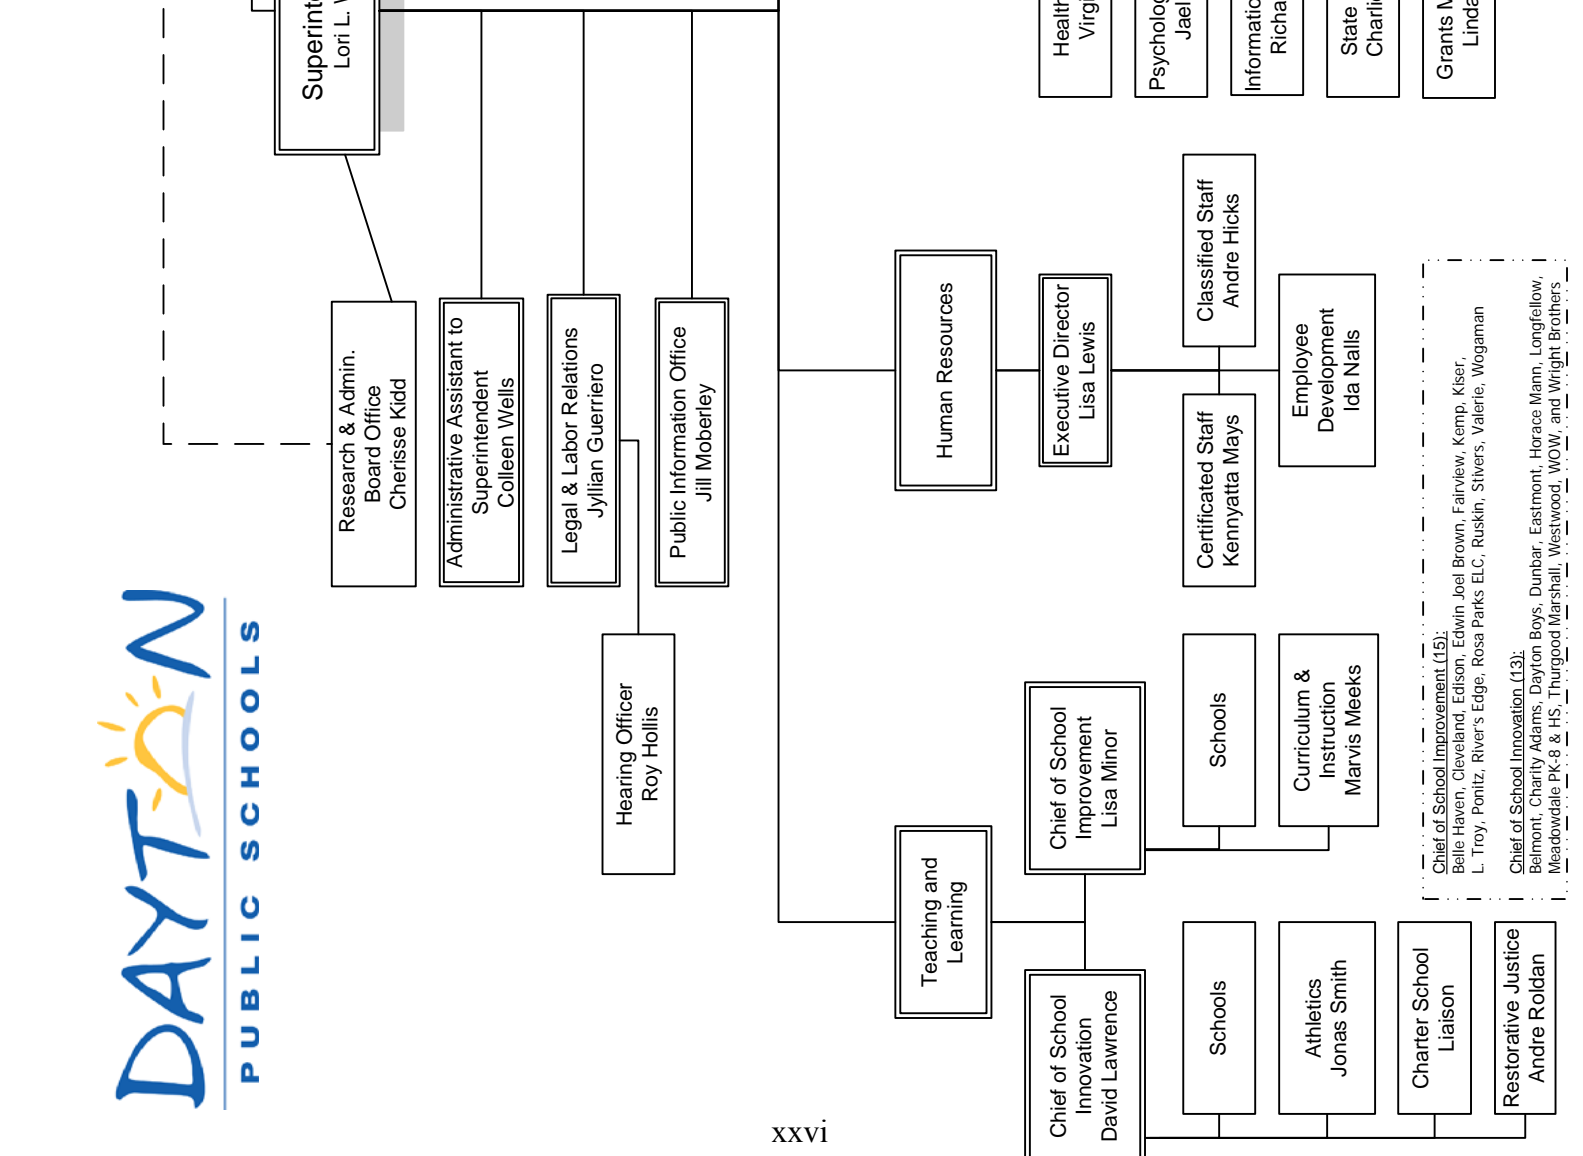 DAYTON
PUBLIC SCHOOLS
Lori L.
Research & Admin.
Board Office
Cherisse Kidd
Administrative Assistant to
Superintendent
Colleen Wells
Legal & Labor Relations
Jyllian Guerriero
Public Information Office
Jill Moberley
Hearing Officer
Roy Hollis
Teaching and
Learning
Chief of School
Innovation
David Lawrence
Schools
Athletics
Jonas Smith
Charter School
Liaison
Restorative Justice
Andre Roldan
Chief of School
Improvement
Lisa Minor
Schools
Curriculum &
Instruction
Marvis Meeks
Human Resources
Executive Director
Lisa Lewis
Certificated Staff
Kennyatta Mays
Classified Staff
Andre Hicks
Employee
Development
Ida Nalls
Health
State
Grants
Linda
Chief of School Improvement (15):
Belle Haven, Cleveland, Edison, Edwin Joel Brown, Fairview, Kemp, Kiser,
L. Troy, Ponitz, River's Edge, Rosa Parks ELC, Ruskin, Stivers, Valerie, Wogaman
Chief of School Innovation (13):
Belmont, Charity Adams, Dayton Boys, Dunbar, Eastmont, Horace Mann, Longfellow,
Meadowdale PK-8 & HS, Thurgood Marshall, Westwood, WOW, and Wright Brothers
xxvi